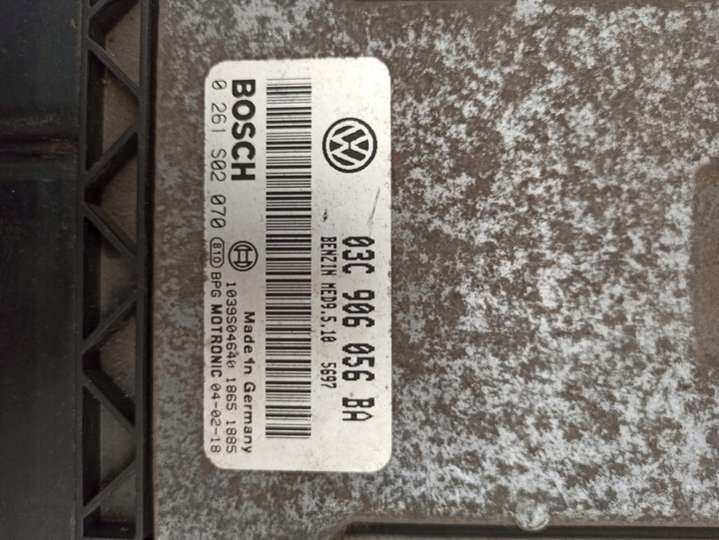 03C 906 056 BA
BENZIN MED9.5.10 5697
BOSCH
Made in Germany
0 261 S02 070
1039S04640 1865 1885
81D BPG MOTRONIC 04-02-18